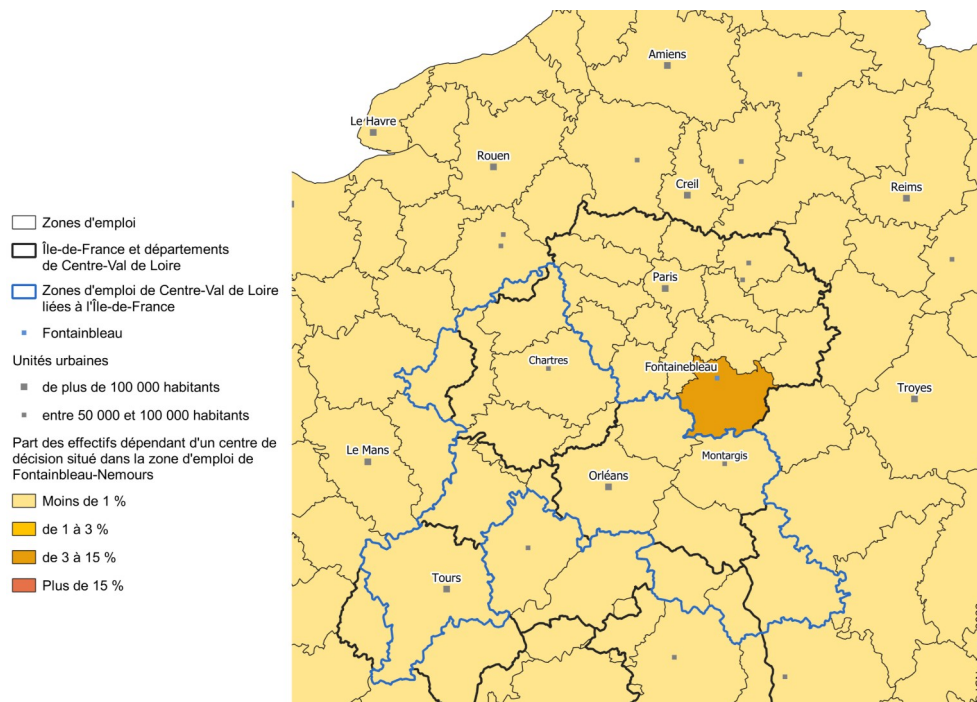 Zones d'emploi
Île-de-France et départements
de Centre-Val de Loire
Zones d'emploi de Centre-Val de Loire
liées à l'Île-de-France
Fontainbleau
Unités urbaines
de plus de 100 000 habitants
entre 50 000 et 100 000 habitants
Part des effectifs dépendant d'un centre de
décision situé dans la zone d'emploi de
Fontainbleau-Nemours
Moins de 1 %
de 1 à 3 %
de 3 à 15 %
Plus de 15 %
Amiens
Le Havre
Rouen
Creil
Reims
Paris
Chartres
Fontainebleau
Troyes
Le Mans
Montargis
Orléans
Tours